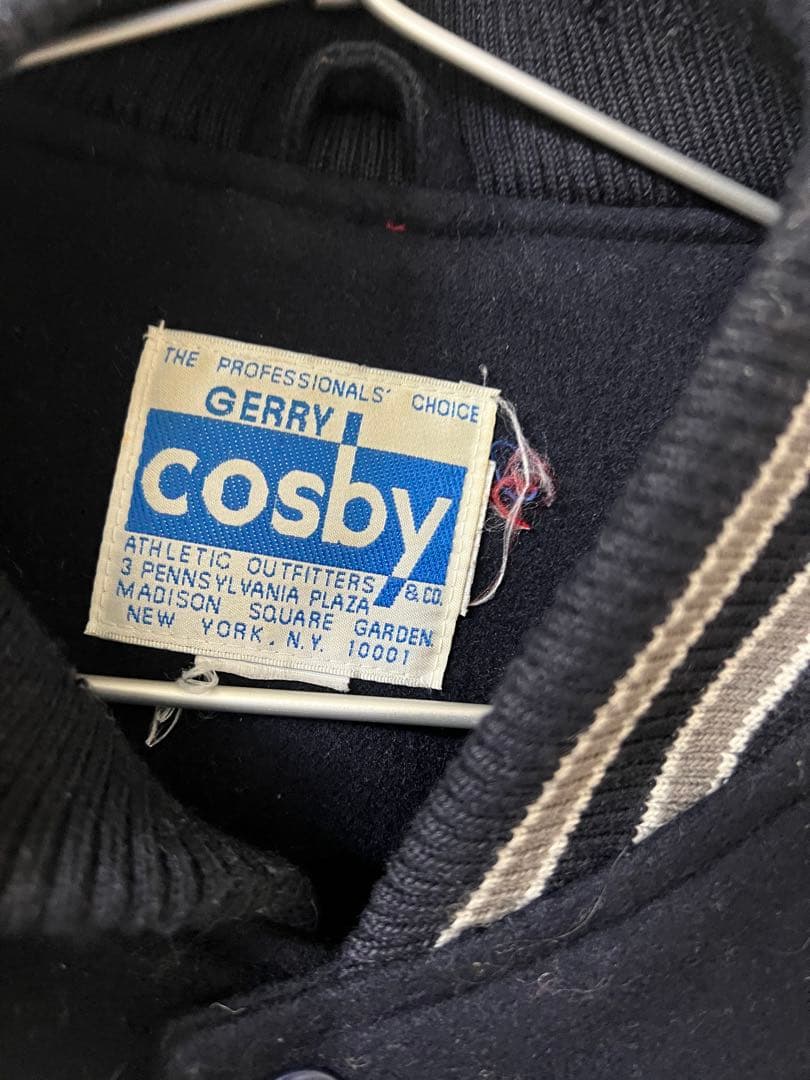 THE PROFESSIONALS' CHOICE
GERRY
cosby
& CO.
ATHLETIC OUTFITTERS
3 PENNSYLVANIA PLAZA
MADISON SQUARE GARDEN
NEW YORK, N.Y. 10001